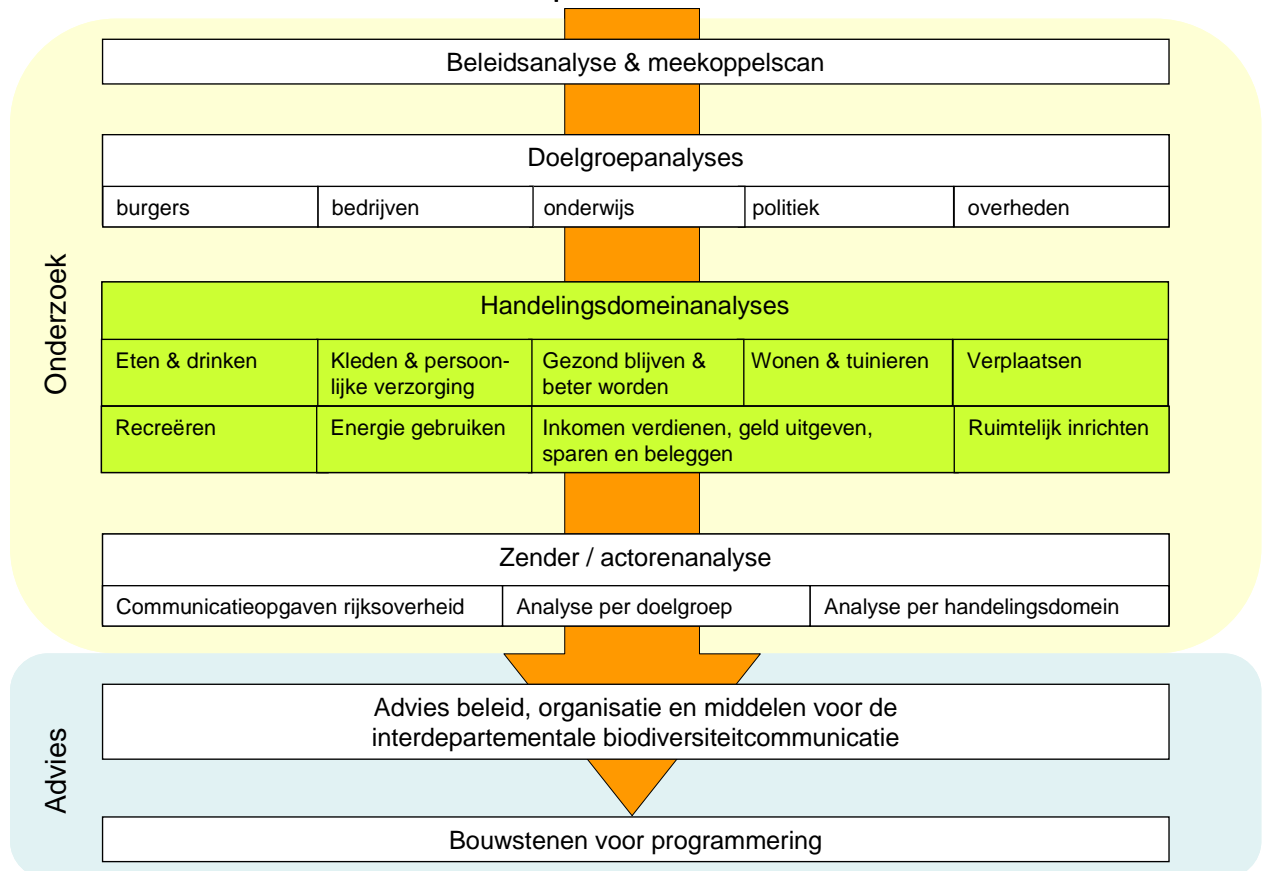 Beleidsanalyse & meekoppelscan
Doelgroepanalyses
burgers
bedrijven
onderwijs
politiek
overheden
Onderzoek
Handelingsdomeinanalyses
Eten & drinken
Kleden & persoon-
lijke verzorging
Gezond blijven &
beter worden
Wonen & tuinieren
Verplaatsen
Recreëren
Energie gebruiken
Inkomen verdienen, geld uitgeven,
sparen en beleggen
Ruimtelijk inrichten
Zender / actorenanalyse
Communicatieopgaven rijksoverheid
Analyse per doelgroep
Analyse per handelingsdomein
Advies
Advies beleid, organisatie en middelen voor de
interdepartementale biodiversiteitcommunicatie
Bouwstenen voor programmering